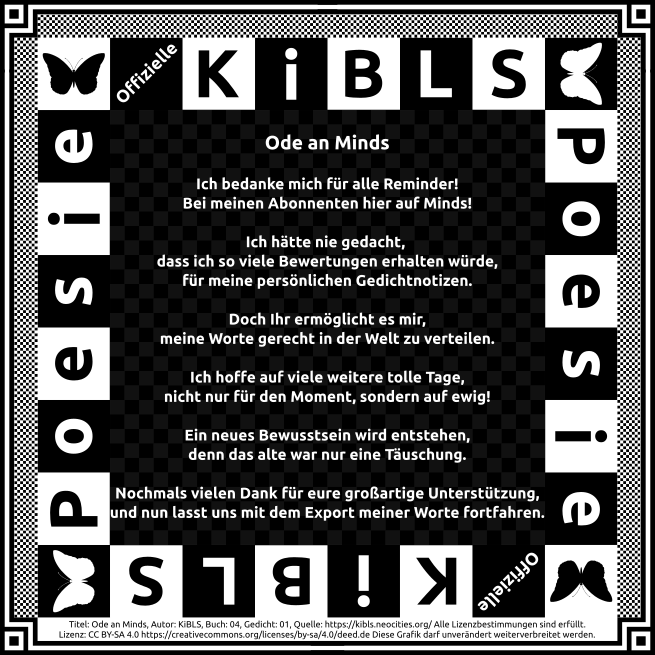 Offizielle KiBLS
Poesie
Poesie
Ode an Minds
Ich bedanke mich für alle Reminder!
Bei meinen Abonnenten hier auf Minds!
Ich hätte nie gedacht,
dass ich so viele Bewertungen erhalten würde,
für meine persönlichen Gedichtnotizen.
Doch Ihr ermöglicht es mir,
meine Worte gerecht in der Welt zu verteilen.
Ich hoffe auf viele weitere tolle Tage,
nicht nur für den Moment, sondern auf ewig!
Ein neues Bewusstsein wird entstehen,
denn das alte war nur eine Täuschung.
Nochmals vielen Dank für eure großartige Unterstützung,
und nun lasst uns mit dem Export meiner Worte fortfahren.
Offizielle KiBLS
Titel: Ode an Minds, Autor: KiBLS, Buch: 04, Gedicht: 01, Quelle: https://kibls.neocities.org/ Alle Lizenzbestimmungen sind erfüllt.
Lizenz: CC BY-SA 4.0 https://creativecommons.org/licenses/by-sa/4.0/deed.de Diese Grafik darf unverändert weiterverbreitet werden.